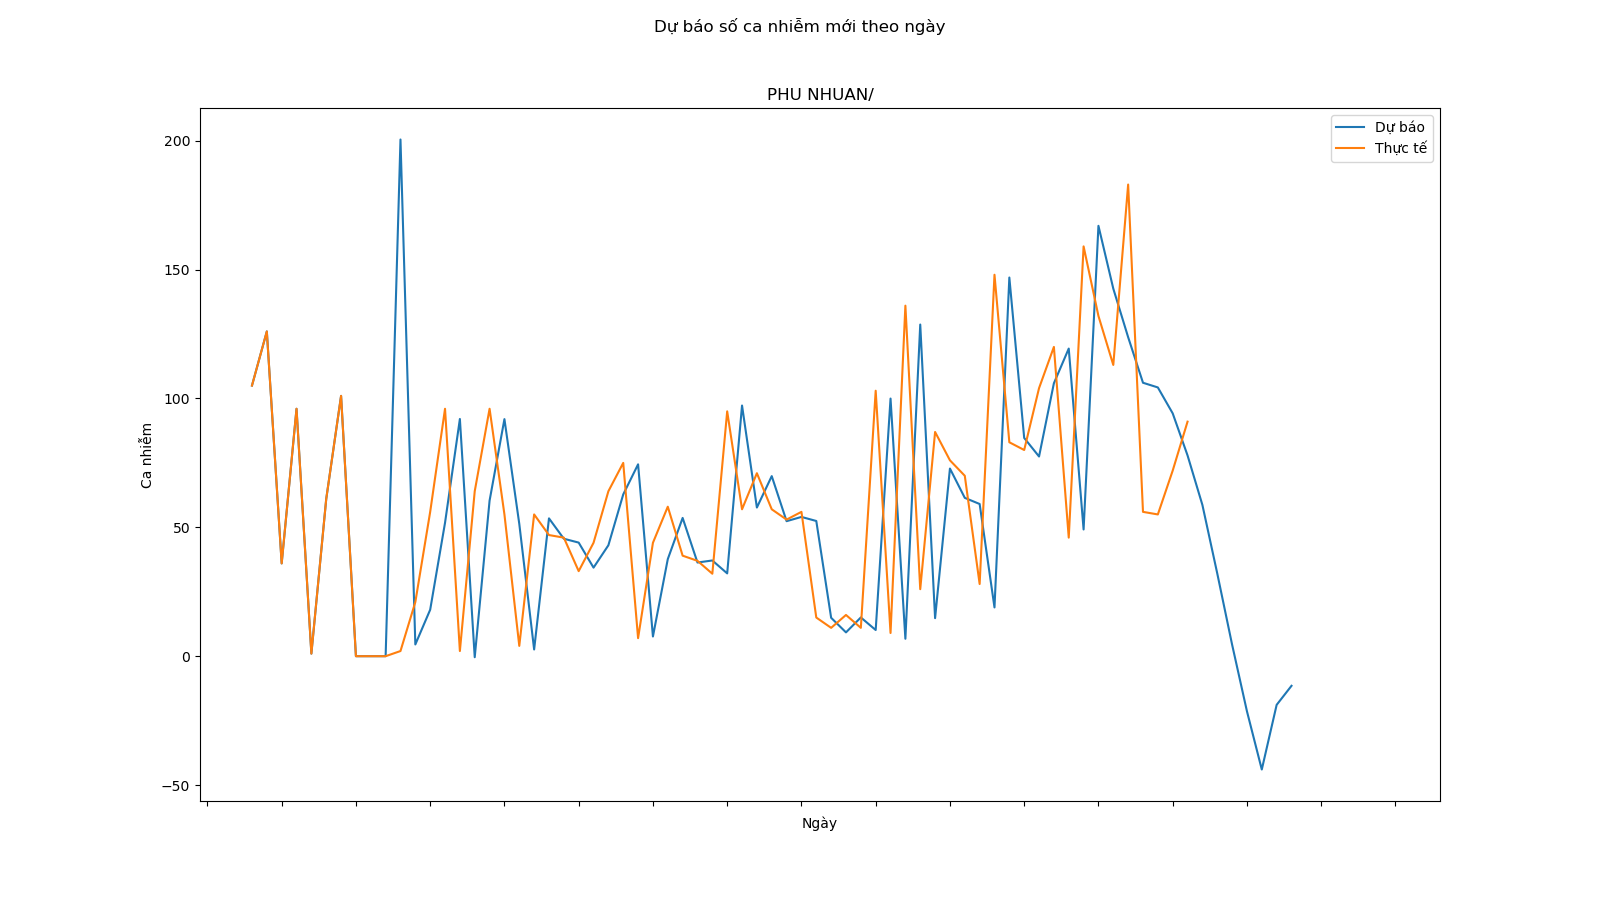 Dự báo số ca nhiễm mới theo ngày
PHU NHUAN/
Dự báo
Thực tế
200
150
100
50
0
−50
Ca nhiễm
Ngày